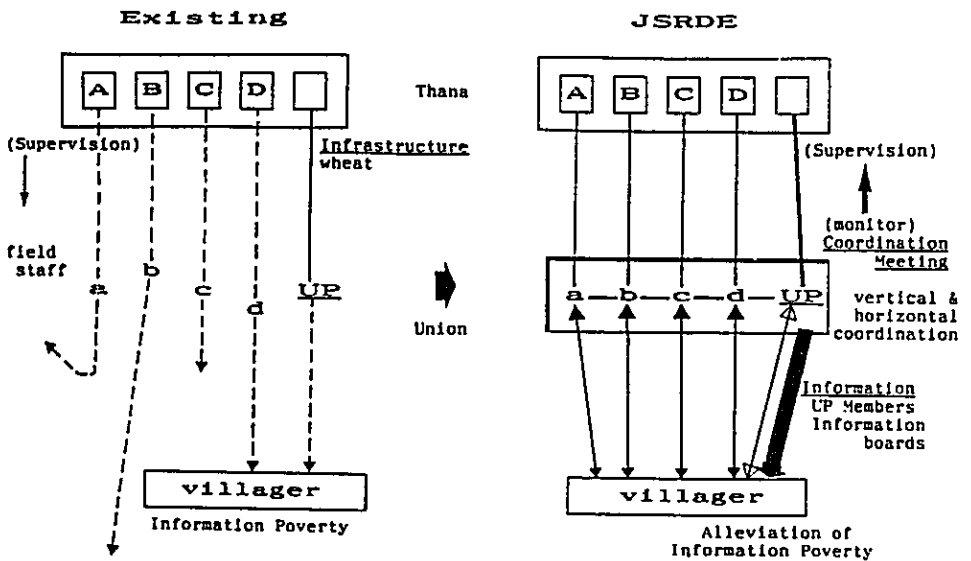 Existing
A B C D
(Supervision)
Infrastructure
wheat
field
staff
a
b
c
d
UP
villager
Information Poverty
Thana
Union
JSRDE
A B C D
(Supervision)
(monitor)
Coordination
Meeting
a b c d UP
vertical &
horizontal
coordination
Information
UP Members
Information
boards
villager
Alleviation of
Information Poverty